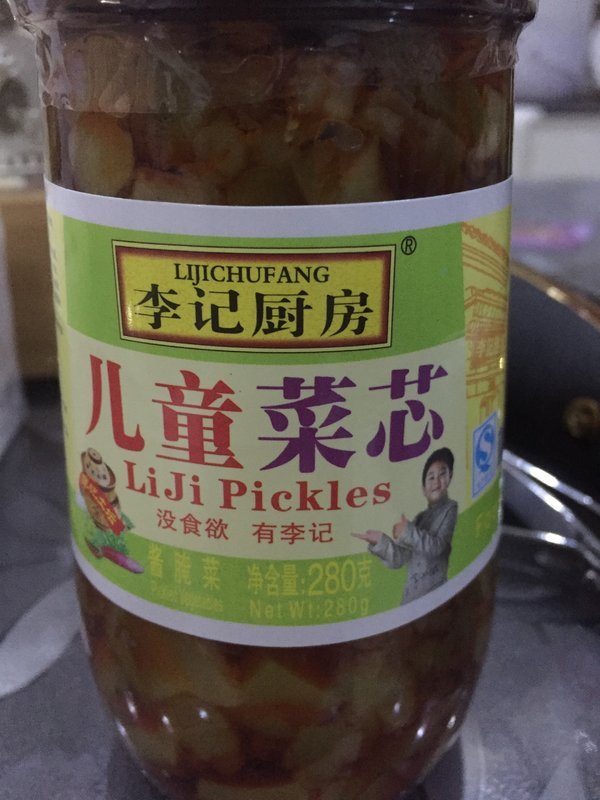 LIJICHUFANG
®
李记厨房
儿童菜芯
LiJi Pickles
没食欲 有李记
酱腌菜
净含量:280克
Net Wt:280g